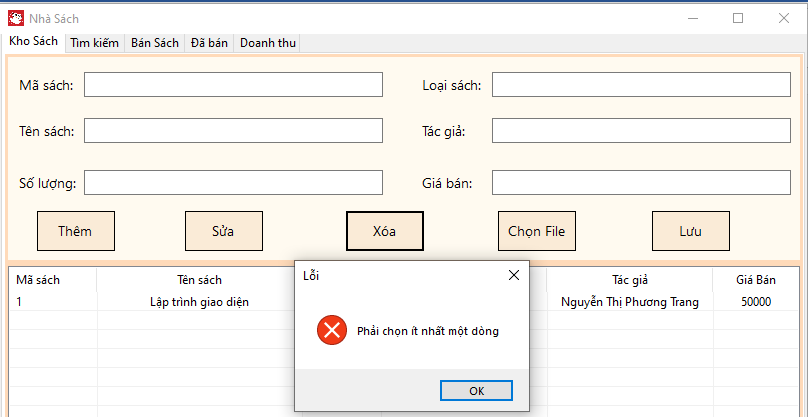 Nhà Sách
Kho Sách Tìm kiếm Bán Sách Đã bán Doanh thu
Mã sách: Loại sách:
Tên sách: Tác giả:
Số lượng: Giá bán:
Thêm Sửa Xóa Chọn File Lưu
Mã sách Tên sách Tác giả Giá Bán
1 Lập trình giao diện Nguyễn Thị Phương Trang 50000
Lỗi
Phải chọn ít nhất một dòng
OK